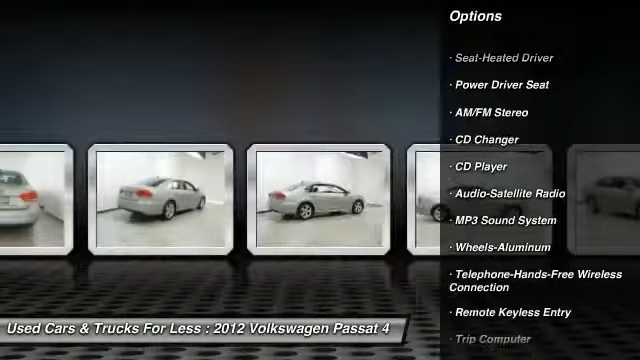 Options
· Seat-Heated Driver
· Power Driver Seat
· AM/FM Stereo
· CD Changer
· CD Player
· Audio-Satellite Radio
· MP3 Sound System
· Wheels-Aluminum
· Telephone-Hands-Free Wireless
Connection
· Remote Keyless Entry
· Trip Computer
Used Cars & Trucks For Less : 2012 Volkswagen Passat 4